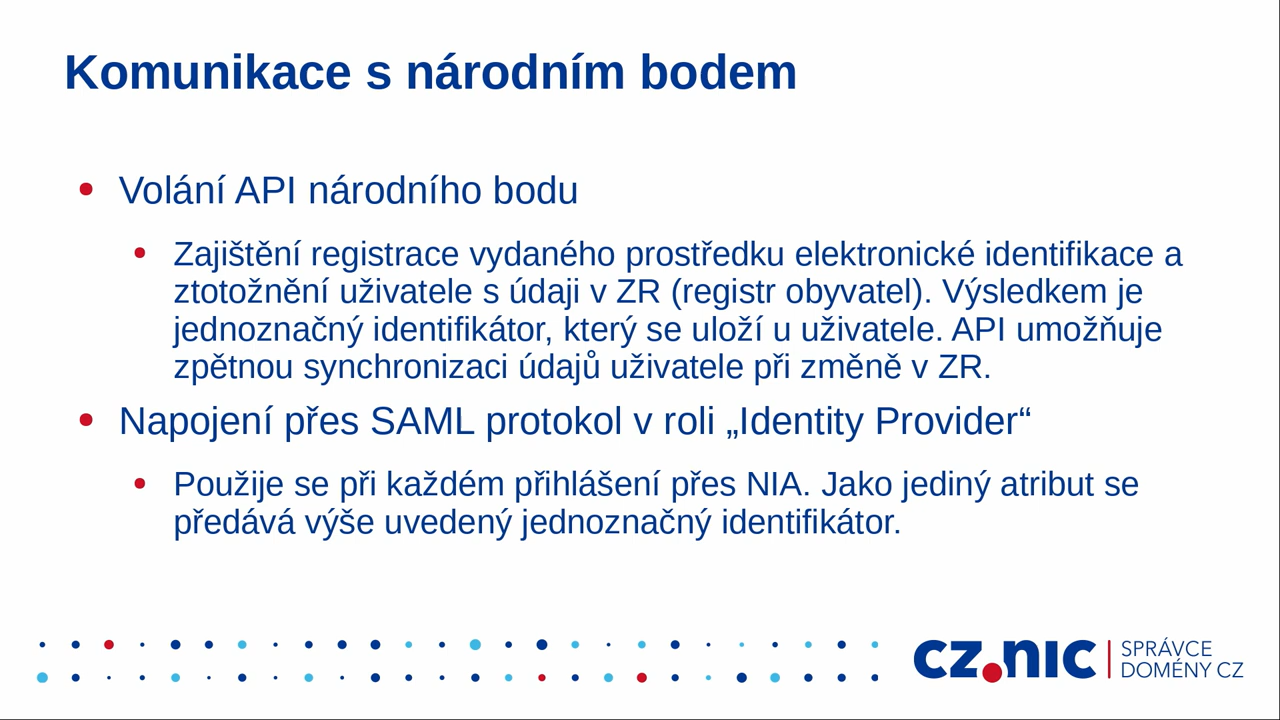 Komunikace s národním bodem
Volání API národního bodu
Zajištění registrace vydaného prostředku elektronické identifikace a
ztotožnění uživatele s údaji v ZR (registr obyvatel). Výsledkem je
jednoznačný identifikátor, který se uloží u uživatele. API umožňuje
zpětnou synchronizaci údajů uživatele při změně v ZR.
Napojení přes SAML protokol v roli „Identity Provider“
Použije se při každém přihlášení přes NIA. Jako jediný atribut se
předává výše uvedený jednoznačný identifikátor.
CZ.NIC
SPRÁVCE
DOMÉNY CZ